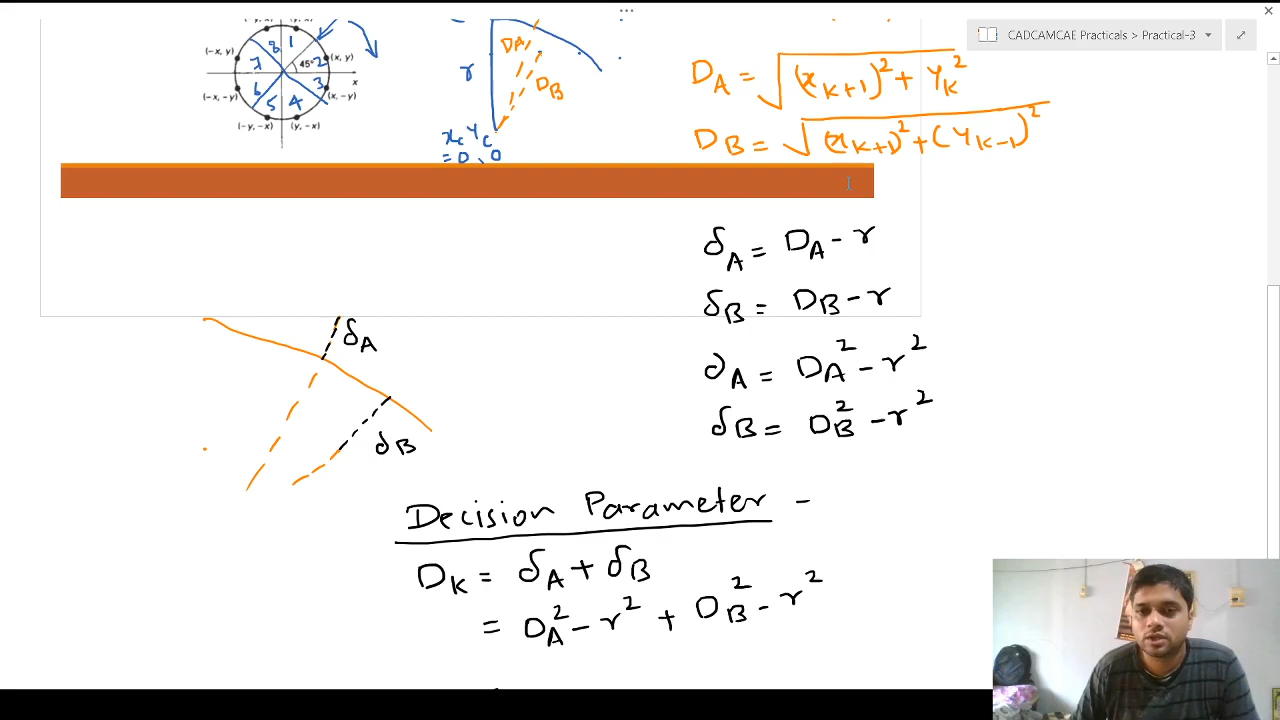 CADCAMCAE Practicals > Practical-3
8 1
(-x, y) 7 45° 2 (x, y)
x
(-x, -y) 6 5 4 3 (x, -y)
(-y, -x) (y, -x)
r DA DB
xc yc
= 0, 0
DA = √(xk+1)² + yk²
DB = √(xk+1)² + (yk-1)²
δA = DA - r
δB = DB - r
∂A = DA² - r²
δB = DB² - r²
δA
δB
Decision Parameter -
DK = δA + δB
= DA² - r² + DB² - r²